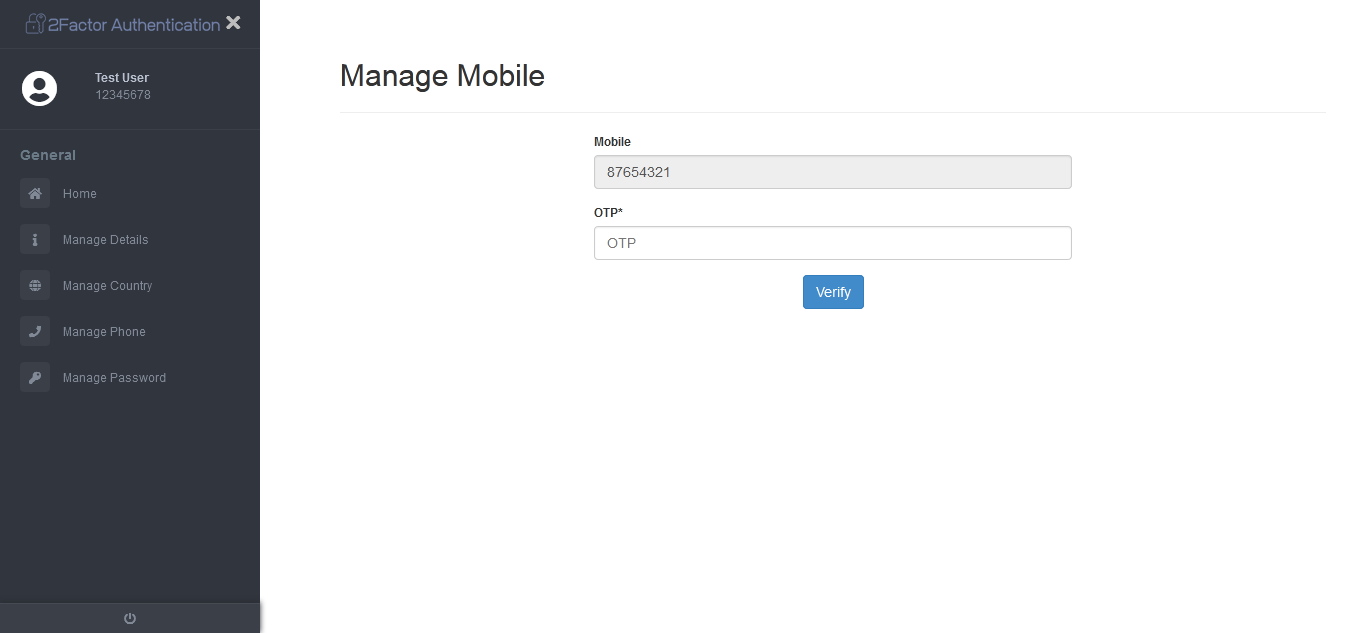 2Factor Authentication
Test User
12345678
General
Home
Manage Details
Manage Country
Manage Phone
Manage Password
Manage Mobile
Mobile
87654321
OTP*
OTP
Verify